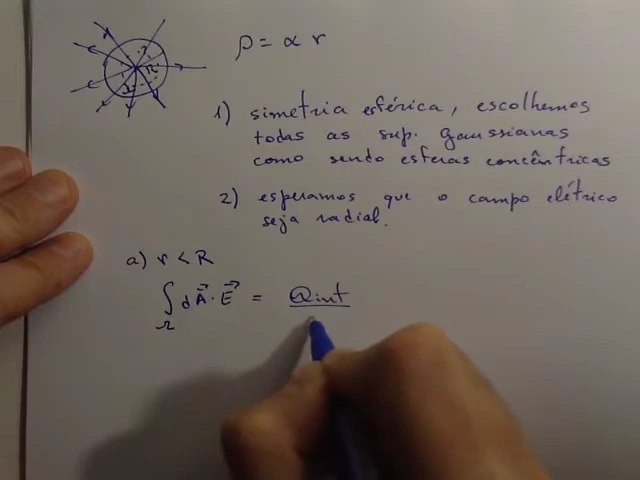 ρ = α r
1) simetria esférica, escolhemos
todas as sup. gaussianas
como sendo esferas concêntricas
2) esperamos que o campo elétrico
seja radial.
a) r < R
∫ dA⃗ · E⃗ = Qint